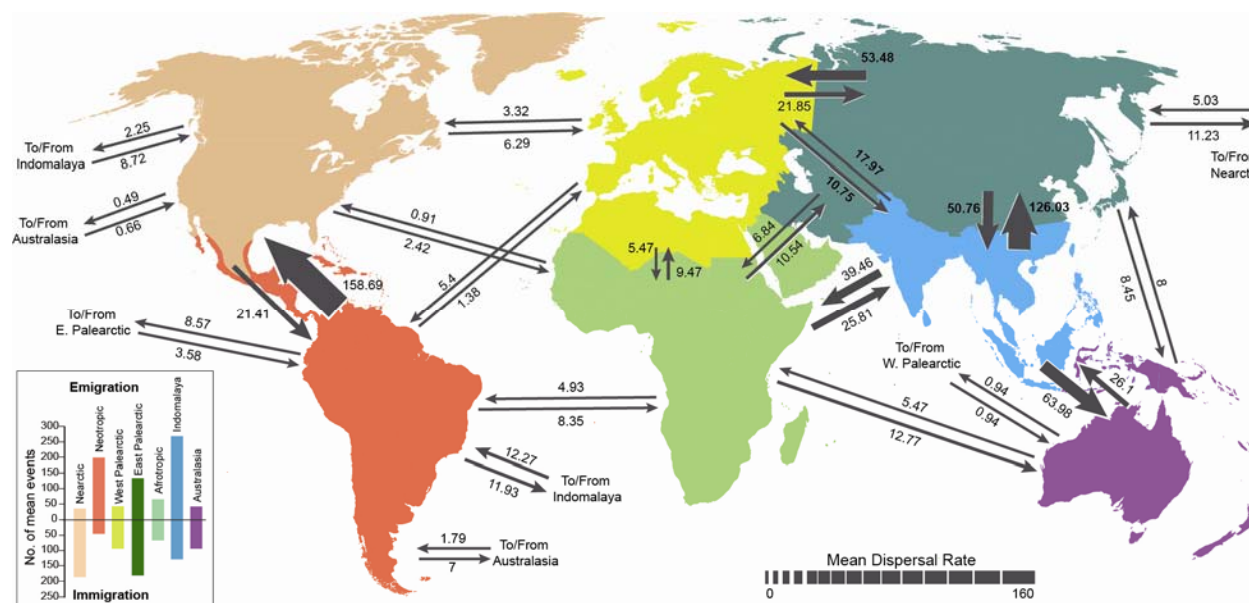 53.48
21.85
5.03
11.23
To/From
Nearctic
3.32
6.29
2.25
8.72
To/From
Indomalaya
17.97
10.75
0.49
0.66
To/From
Australasia
0.91
2.42
50.76
126.03
6.84
10.54
5.47
9.47
39.46
25.81
5.4
1.38
158.69
21.41
8.45
8
To/From
E. Palearctic
8.57
3.58
To/From
W. Palearctic
0.94
0.94
63.98
26.1
4.93
8.35
5.47
12.77
12.27
11.93
To/From
Indomalaya
1.79
7
To/From
Australasia
Emigration
No. of mean events
300
250
200
150
100
50
0
50
100
150
200
250
Nearctic
Neotropic
West Palearctic
East Palearctic
Afrotropic
Indomalaya
Australasia
Immigration
Mean Dispersal Rate
0
160